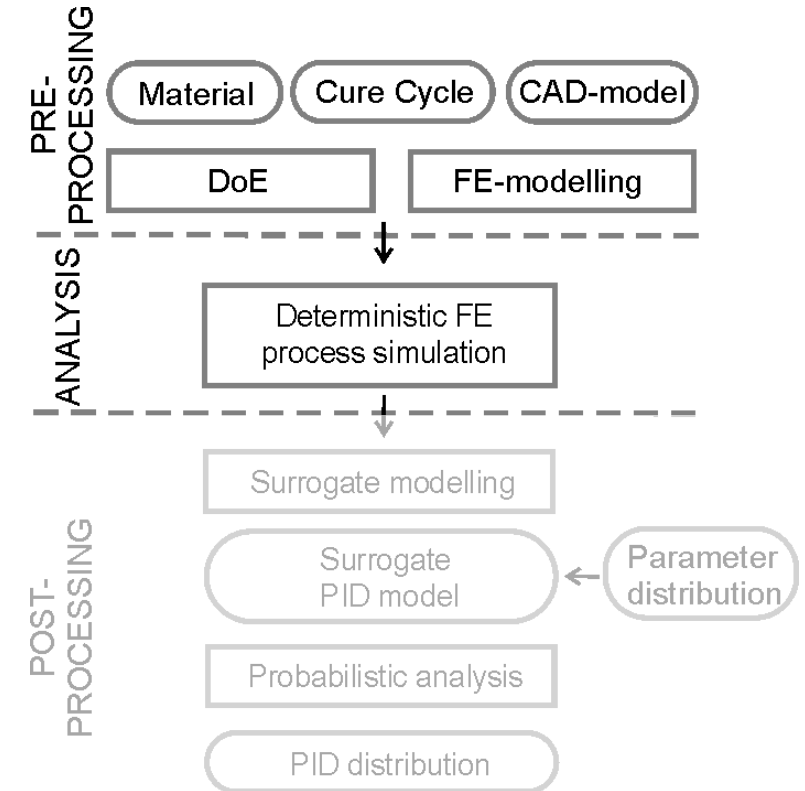 PRE-
PROCESSING
Material
Cure Cycle
CAD-model
DoE
FE-modelling
ANALYSIS
Deterministic FE
process simulation
POST-
PROCESSING
Surrogate modelling
Surrogate
PID model
Parameter
distribution
Probabilistic analysis
PID distribution